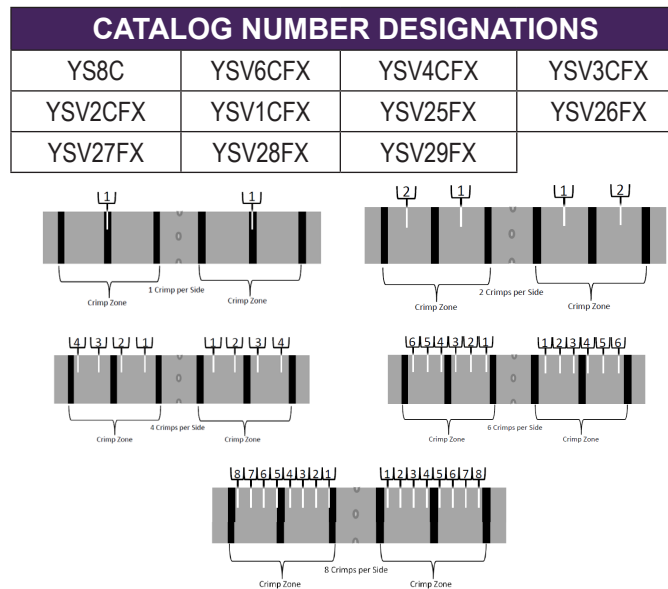 CATALOG NUMBER DESIGNATIONS
YS8C YSV6CFX YSV4CFX YSV3CFX
YSV2CFX YSV1CFX YSV25FX YSV26FX
YSV27FX YSV28FX YSV29FX
1 1
2 1 1 2
1 Crimp per Side
2 Crimps per Side
Crimp Zone Crimp Zone
Crimp Zone Crimp Zone
4 3 2 1 1 2 3 4
6 5 4 3 2 1 1 2 3 4 5 6
4 Crimps per Side
6 Crimps per Side
Crimp Zone Crimp Zone
Crimp Zone Crimp Zone
8 7 6 5 4 3 2 1 1 2 3 4 5 6 7 8
8 Crimps per Side
Crimp Zone Crimp Zone